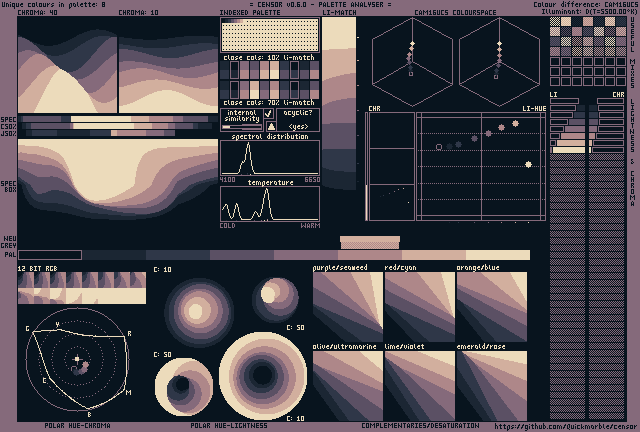 Unique colours in palette: 8
= CENSOR v0.6.0 - PALETTE ANALYSER =
Colour difference: CAM16UCS
CHROMA: 40
CHROMA: 10
INDEXED PALETTE
LI-MATCH
CAM16UCS COLOURSPACE
Illuminant: D(T=5500.00°K)
USEFUL MIXES
close cols: 10% li-match
close cols: 70% li-match
internal similarity
acyclic?
<yes>
SPEC
CSOZ
JSOZ
CHR
LI-HUE
LI
CHR
LIGHTNESS & CHROMA
spectral distribution
4100
6650
temperature
COLD
WARM
SPEC BOX
NEU GREY
PAL
12 BIT RGB
C: 10
C: 50
C: 50
C: 10
purple/seaweed
red/cyan
orange/blue
olive/ultramarine
lime/violet
emerald/rose
G
Y
R
C
M
B
POLAR HUE-CHROMA
POLAR HUE-LIGHTNESS
COMPLEMENTARIES/DESATURATION
https://github.com/Quickmarble/censor